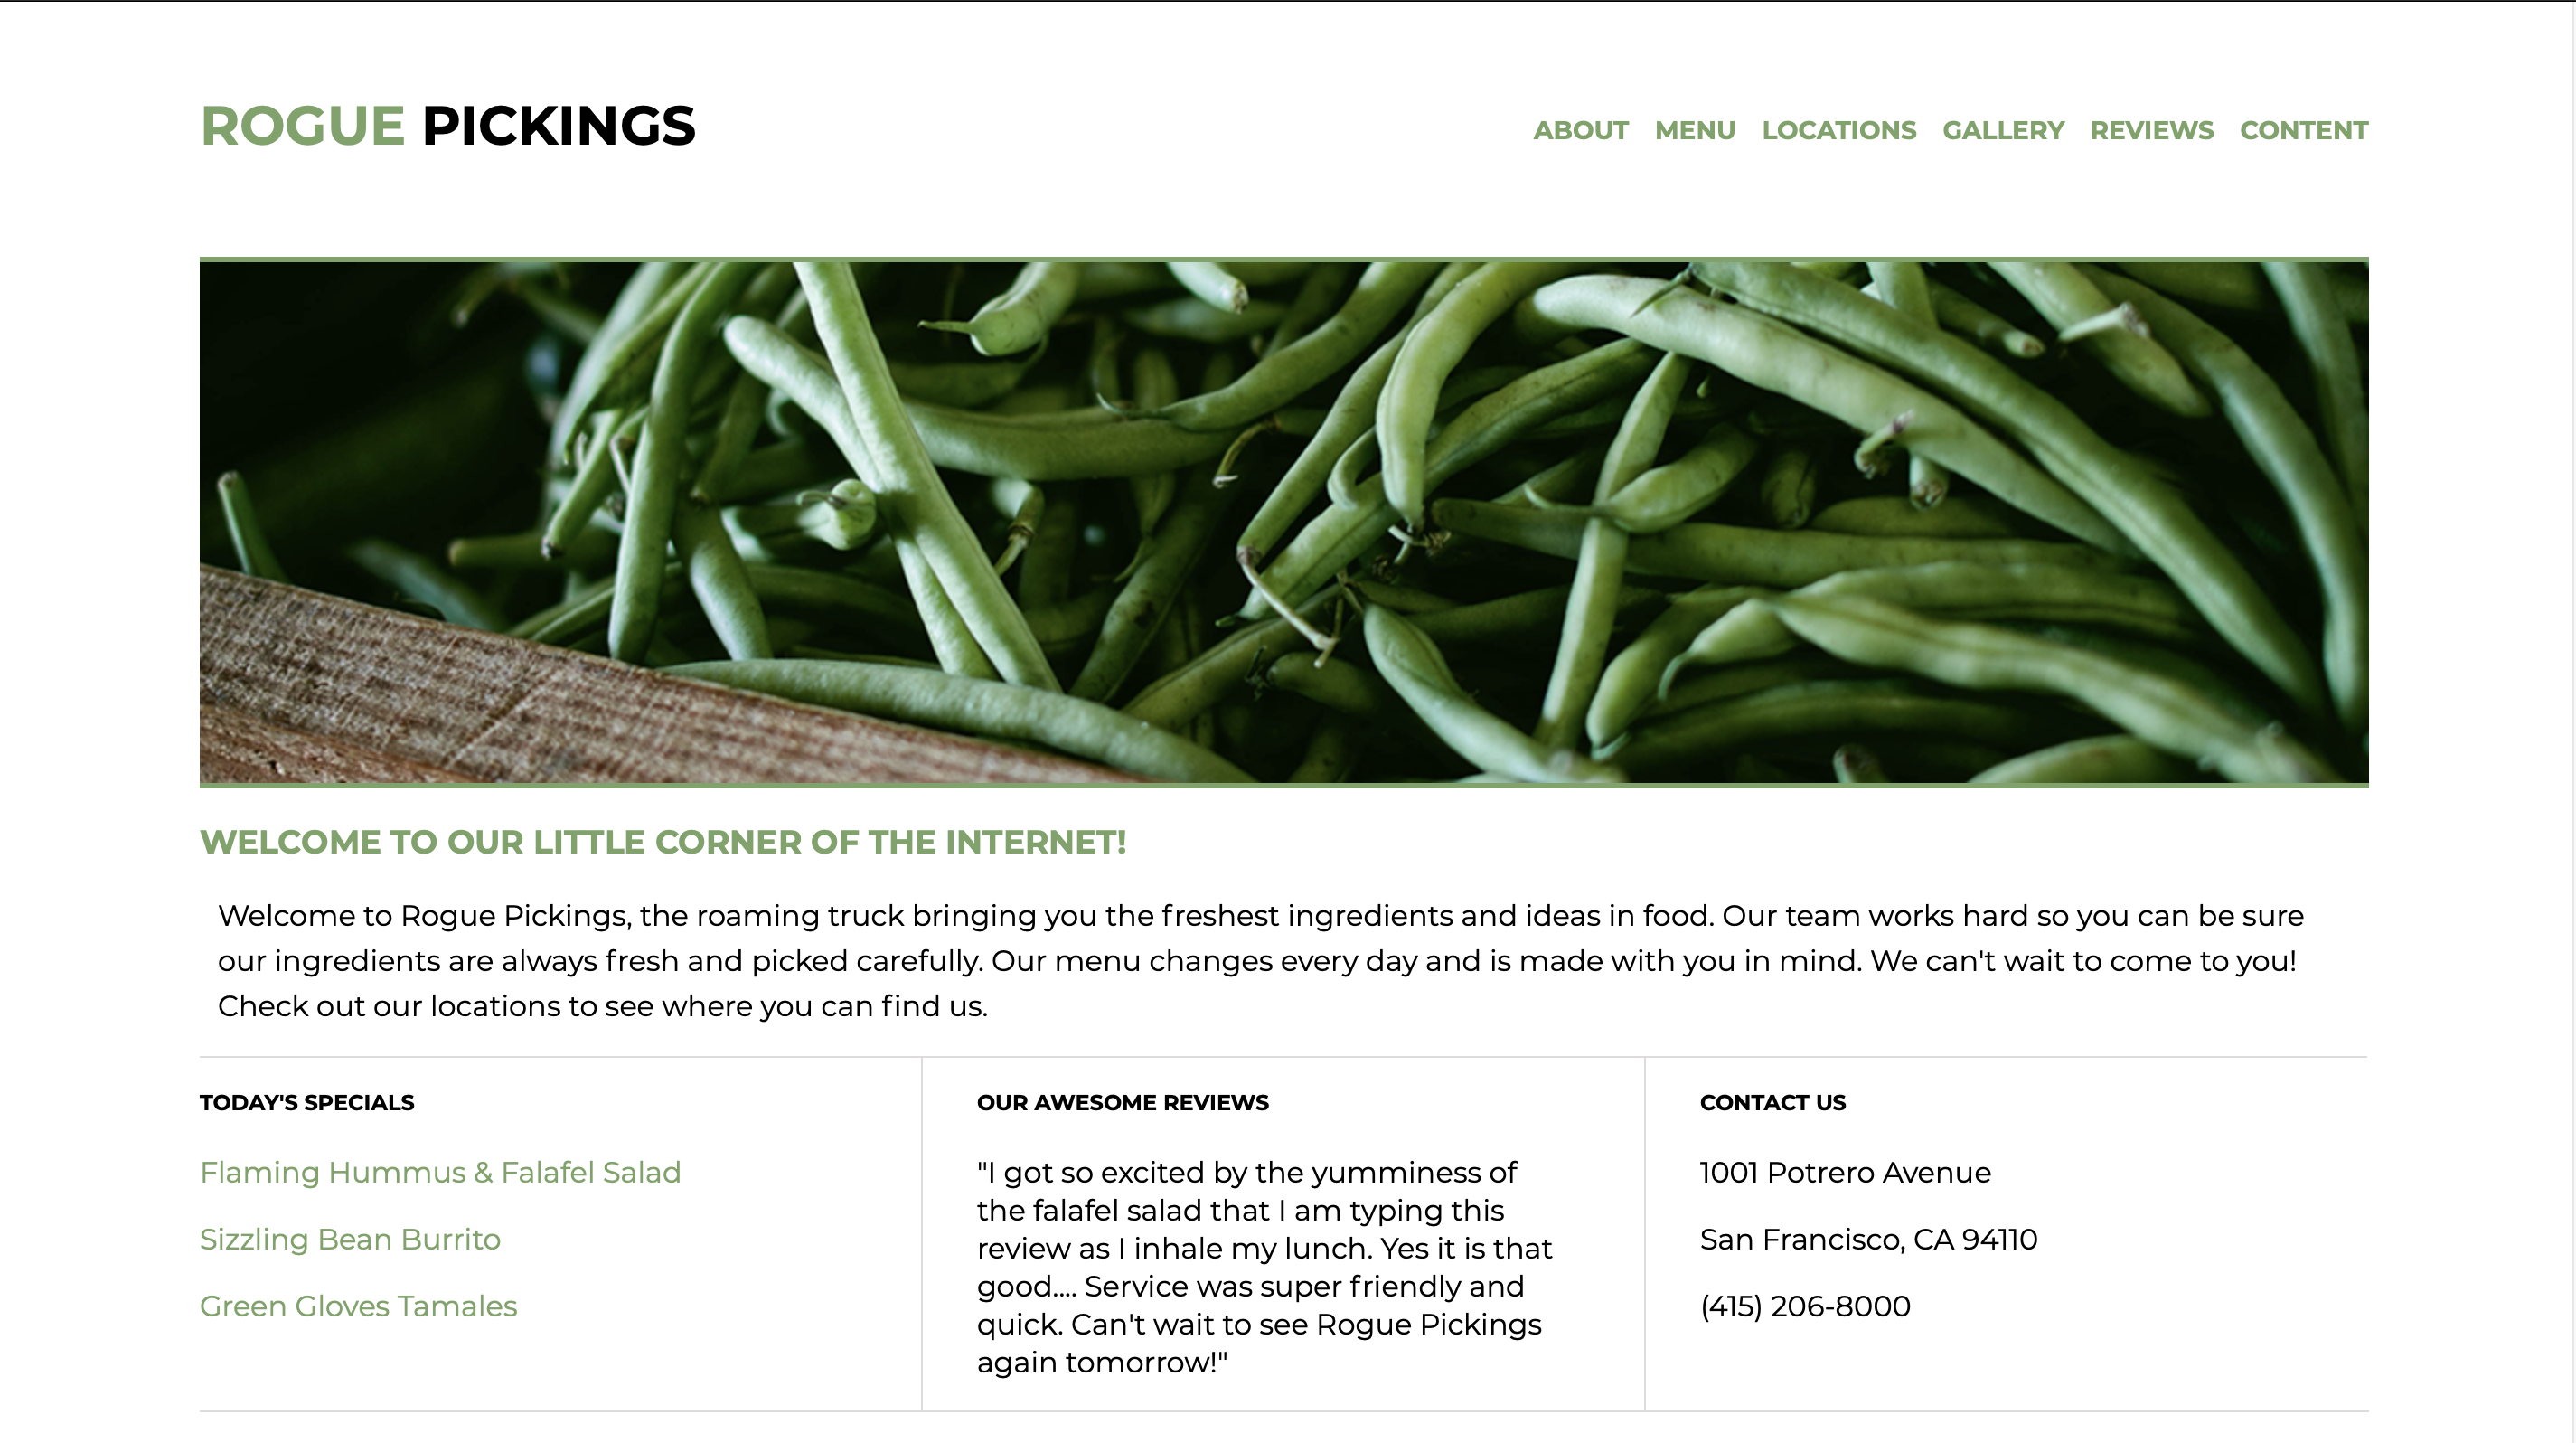 ROGUE PICKINGS
ABOUT MENU LOCATIONS GALLERY REVIEWS CONTENT
WELCOME TO OUR LITTLE CORNER OF THE INTERNET!
Welcome to Rogue Pickings, the roaming truck bringing you the freshest ingredients and ideas in food. Our team works hard so you can be sure
our ingredients are always fresh and picked carefully. Our menu changes every day and is made with you in mind. We can't wait to come to you!
Check out our locations to see where you can find us.
TODAY'S SPECIALS
Flaming Hummus & Falafel Salad
Sizzling Bean Burrito
Green Gloves Tamales
OUR AWESOME REVIEWS
"I got so excited by the yumminess of
the falafel salad that I am typing this
review as I inhale my lunch. Yes it is that
good.... Service was super friendly and
quick. Can't wait to see Rogue Pickings
again tomorrow!"
CONTACT US
1001 Potrero Avenue
San Francisco, CA 94110
(415) 206-8000